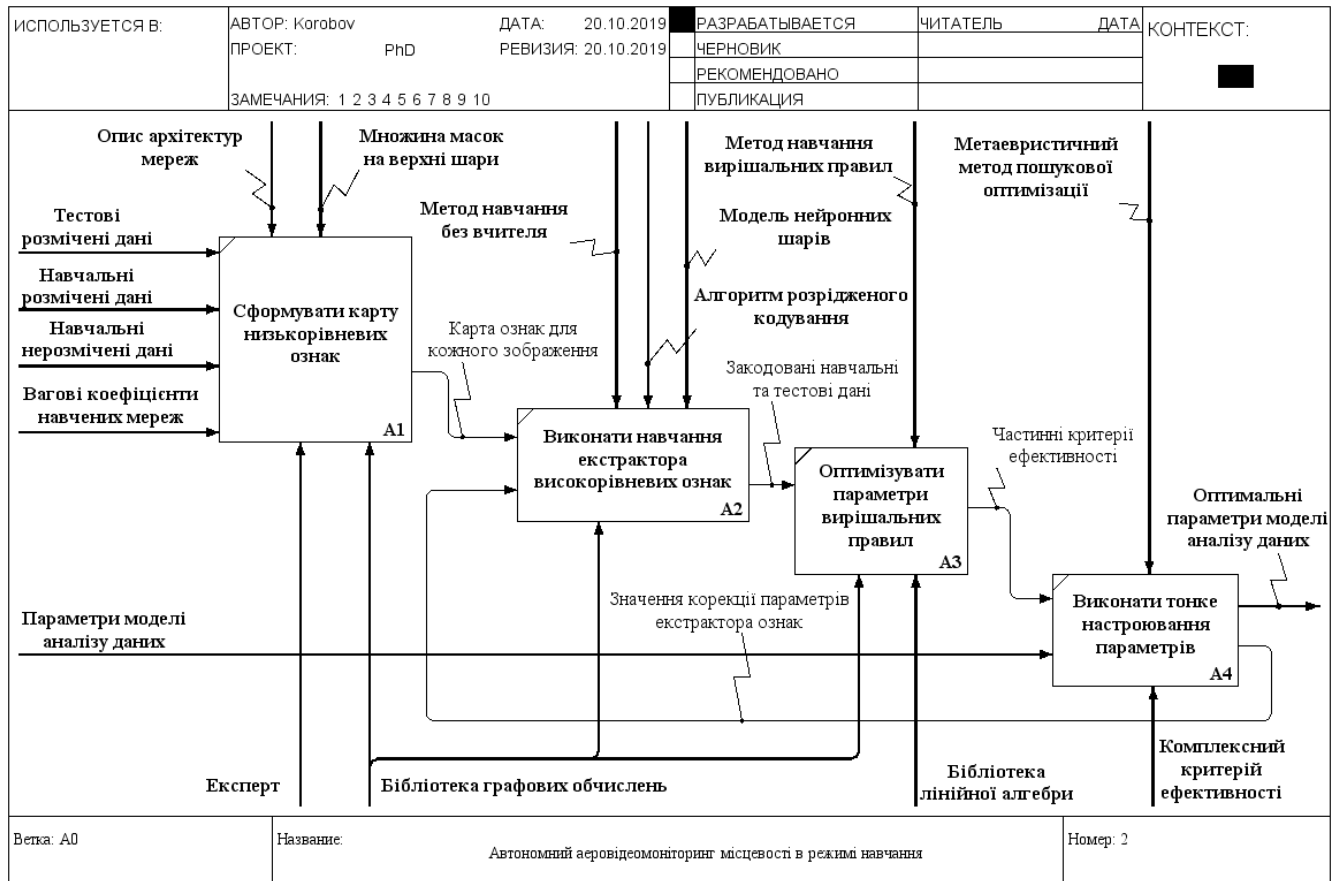 ИСПОЛЬЗУЕТСЯ В:
АВТОР: Korobov
ДАТА: 20.10.2019
ПРОЕКТ: PhD
РЕВИЗИЯ: 20.10.2019
ЗАМЕЧАНИЯ: 1 2 3 4 5 6 7 8 9 10
РАЗРАБАТЫВАЕТСЯ
ЧЕРНОВИК
РЕКОМЕНДОВАНО
ПУБЛИКАЦИЯ
ЧИТАТЕЛЬ
ДАТА
КОНТЕКСТ:
Опис архітектур
мереж
Множина масок
на верхні шари
Метод навчання
вирішальних правил
Метаевристичний
метод пошукової
оптимізації
Тестові
розмічені дані
Навчальні
розмічені дані
Навчальні
нерозмічені дані
Вагові коефіцієнти
навчених мереж
Метод навчання
без вчителя
Модель нейронних
шарів
Алгоритм розрідженого
кодування
Сформувати карту
низькорівневих
ознак
A1
Карта ознак для
кожного зображення
Закодовані навчальні
та тестові дані
Виконати навчання
екстрактора
високорівневих ознак
A2
Частинні критерії
ефективності
Оптимізувати
параметри
вирішальних
правил
A3
Оптимальні
параметри моделі
аналізу даних
Значення корекції параметрів
екстрактора ознак
Виконати тонке
настроювання
параметрів
A4
Параметри моделі
аналізу даних
Експерт
Бібліотека графових обчислень
Бібліотека
лінійної алгебри
Комплексний
критерій
ефективності
Ветка: A0
Название:
Автономний аеровідеомоніторинг місцевості в режимі навчання
Номер: 2